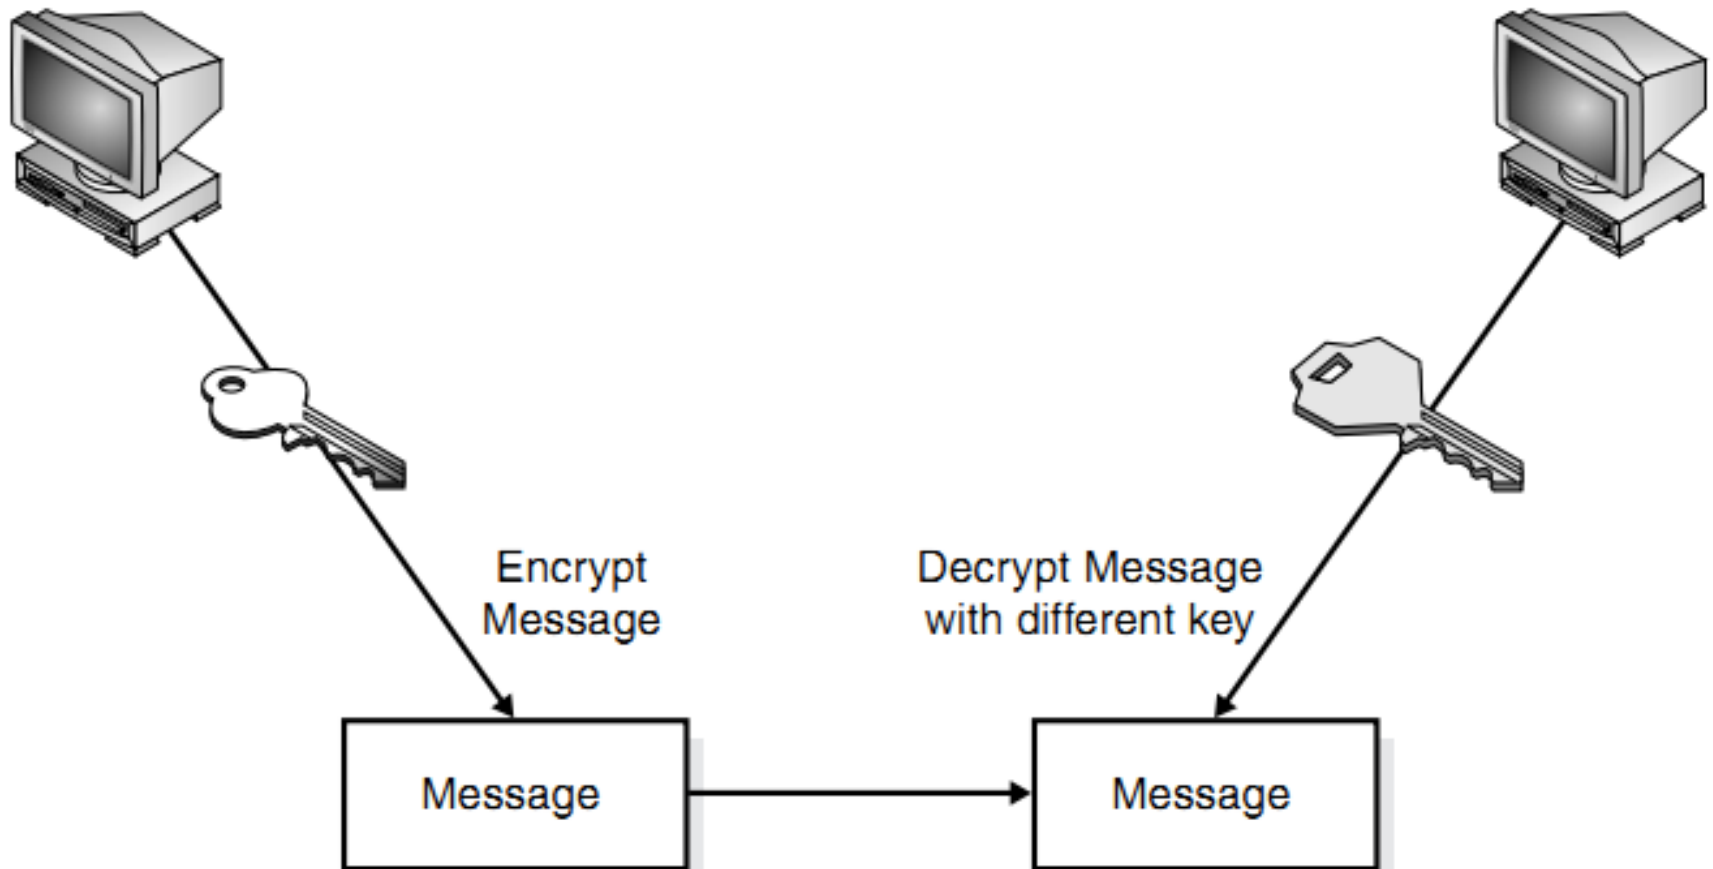 Encrypt
Message
Decrypt Message
with different key
Message
Message